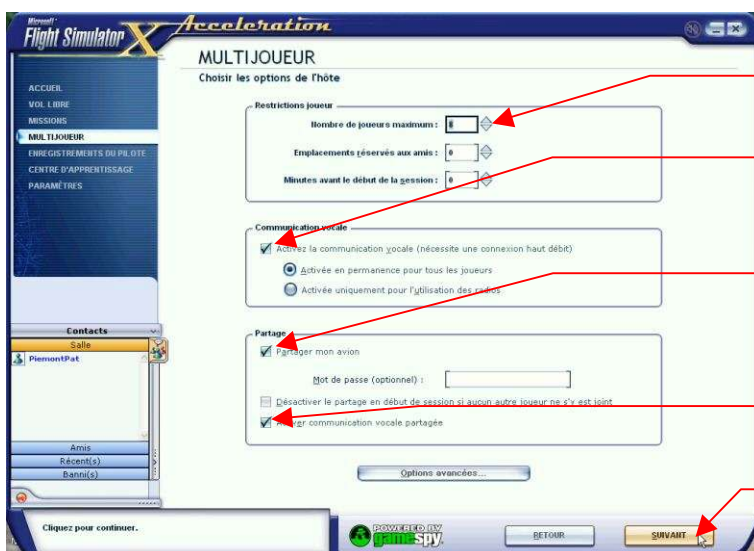 Microsoft
Flight Simulator X
Acceleration
MULTIJOUEUR
Choisir les options de l'hôte
ACCUEIL
VOL LIBRE
MISSIONS
MULTIJOUEUR
ENREGISTREMENTS DU PILOTE
CENTRE D'APPRENTISSAGE
PARAMÈTRES
Restrictions joueur
Nombre de joueurs maximum :
Emplacements réservés aux amis : 0
Minutes avant le début de la session : 0
Communication vocale
Activez la communication vocale (nécessite une connexion haut débit)
Activée en permanence pour tous les joueurs
Activée uniquement pour l'utilisation des radios
Contacts
Salle
PiemontPat
Amis
Récent(s)
Banni(s)
Partage
Partager mon avion
Mot de passe (optionnel) :
Désactiver le partage en début de session si aucun autre joueur ne s'y est joint
Activer communication vocale partagée
Options avancées...
Cliquez pour continuer.
POWERED BY
gamespy.
RETOUR
SUIVANT